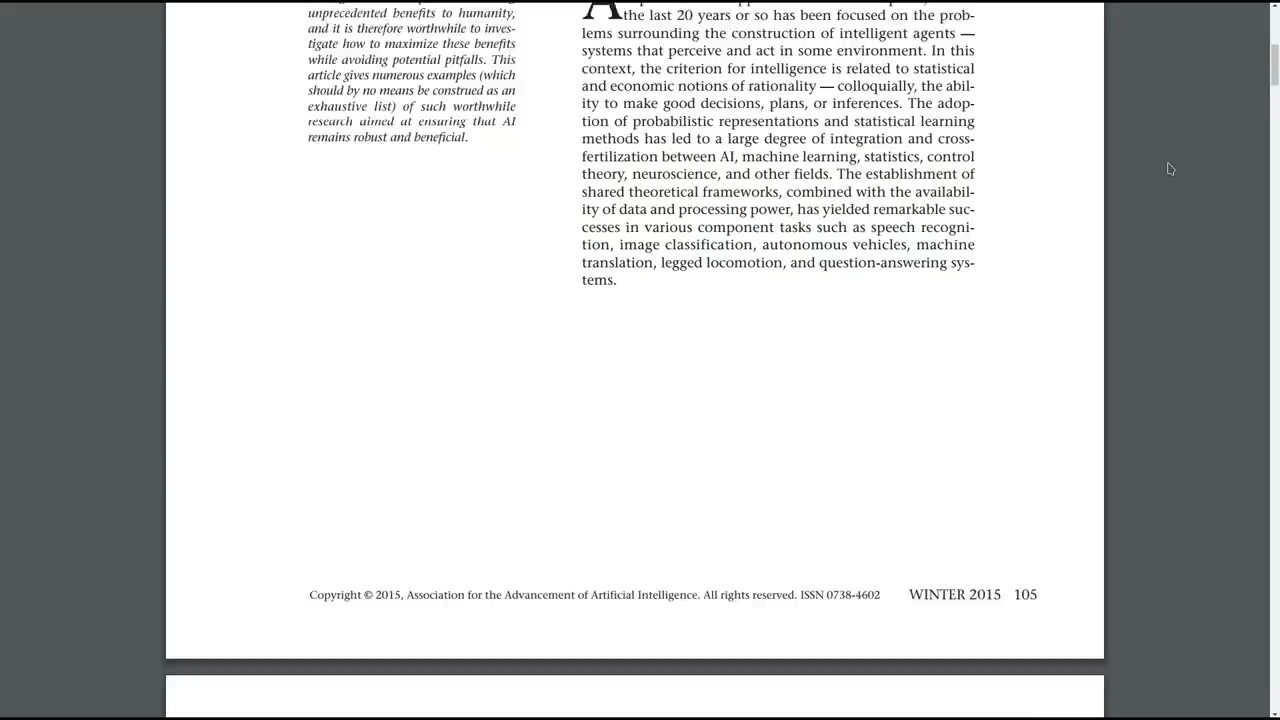 unprecedented benefits to humanity,
and it is therefore worthwhile to inves-
tigate how to maximize these benefits
while avoiding potential pitfalls. This
article gives numerous examples (which
should by no means be construed as an
exhaustive list) of such worthwhile
research aimed at ensuring that AI
remains robust and beneficial.
A
the last 20 years or so has been focused on the prob-
lems surrounding the construction of intelligent agents —
systems that perceive and act in some environment. In this
context, the criterion for intelligence is related to statistical
and economic notions of rationality — colloquially, the abil-
ity to make good decisions, plans, or inferences. The adop-
tion of probabilistic representations and statistical learning
methods has led to a large degree of integration and cross-
fertilization between AI, machine learning, statistics, control
theory, neuroscience, and other fields. The establishment of
shared theoretical frameworks, combined with the availabil-
ity of data and processing power, has yielded remarkable suc-
cesses in various component tasks such as speech recogni-
tion, image classification, autonomous vehicles, machine
translation, legged locomotion, and question-answering sys-
tems.
Copyright © 2015, Association for the Advancement of Artificial Intelligence. All rights reserved. ISSN 0738-4602 WINTER 2015 105